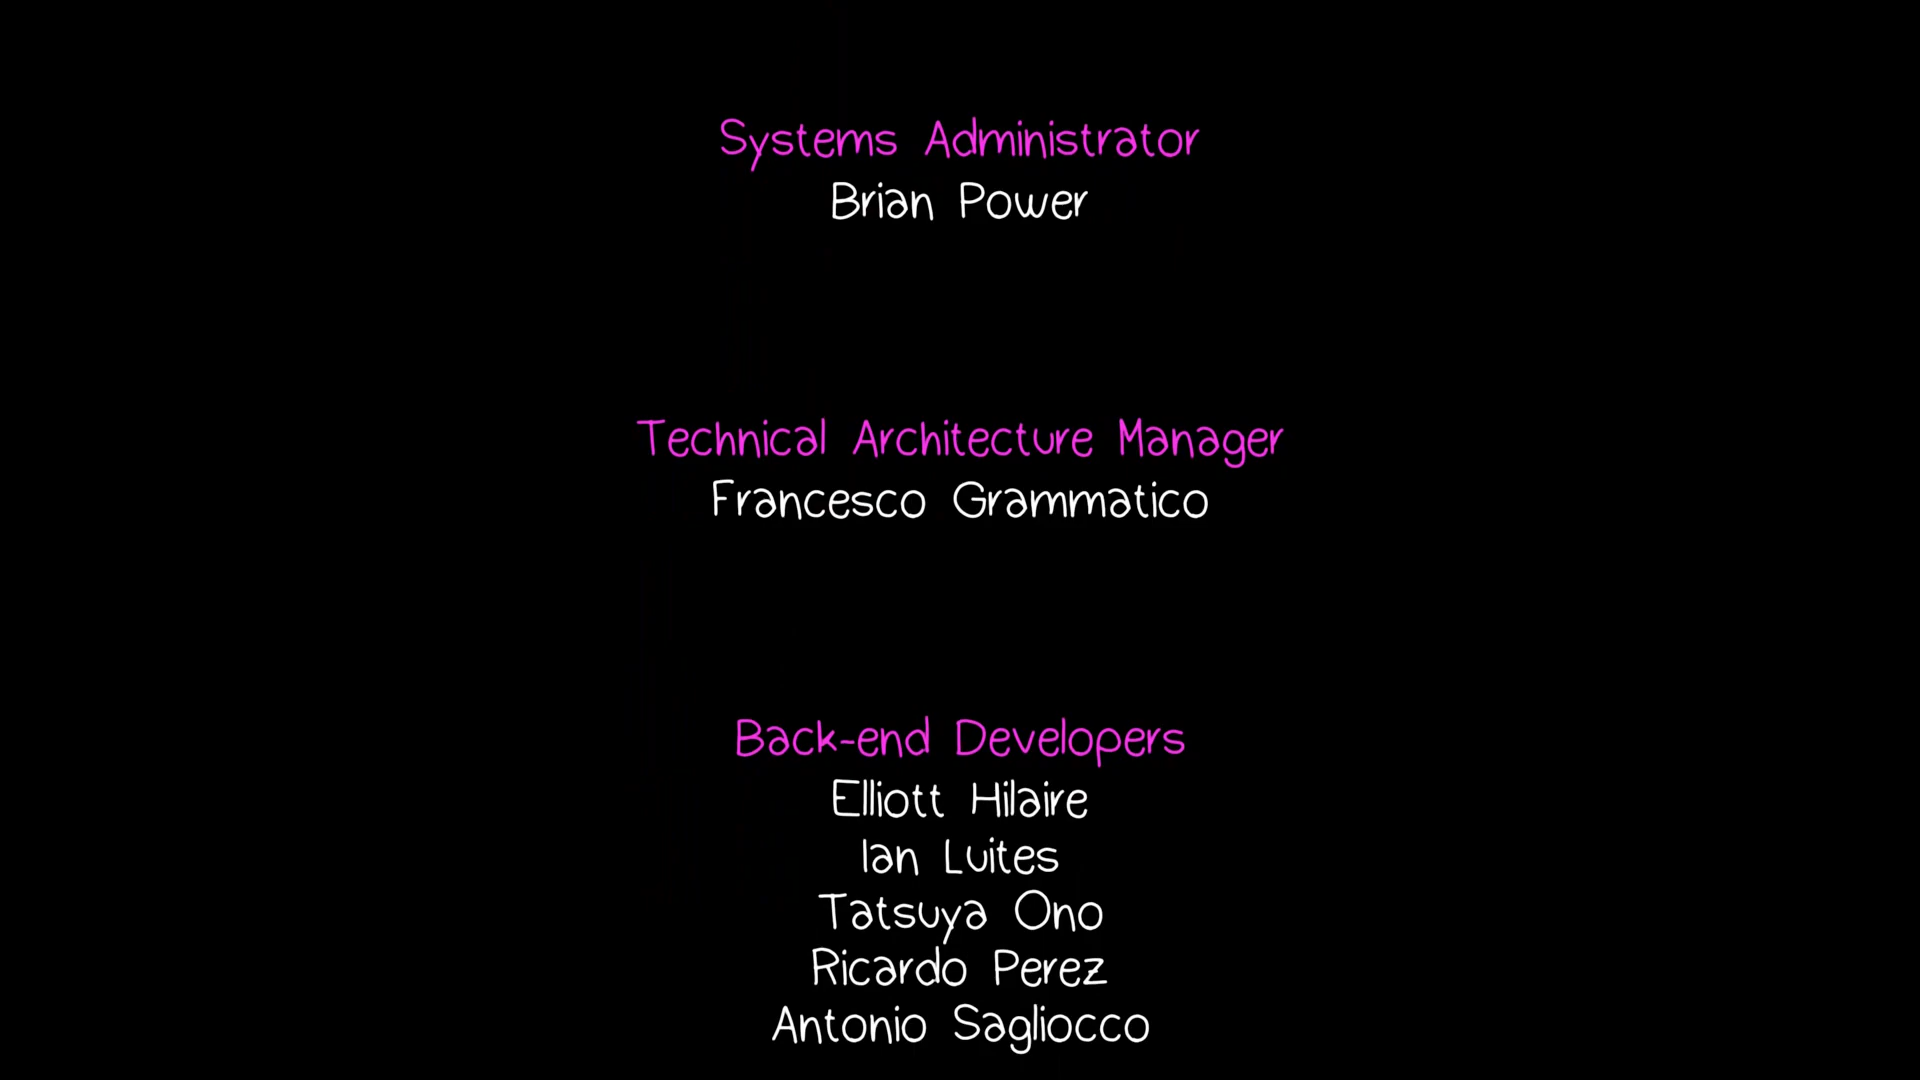 Systems Administrator
Brian Power
Technical Architecture Manager
Francesco Grammatico
Back-end Developers
Elliott Hilaire
Ian Luites
Tatsuya Ono
Ricardo Perez
Antonio Sagliocco